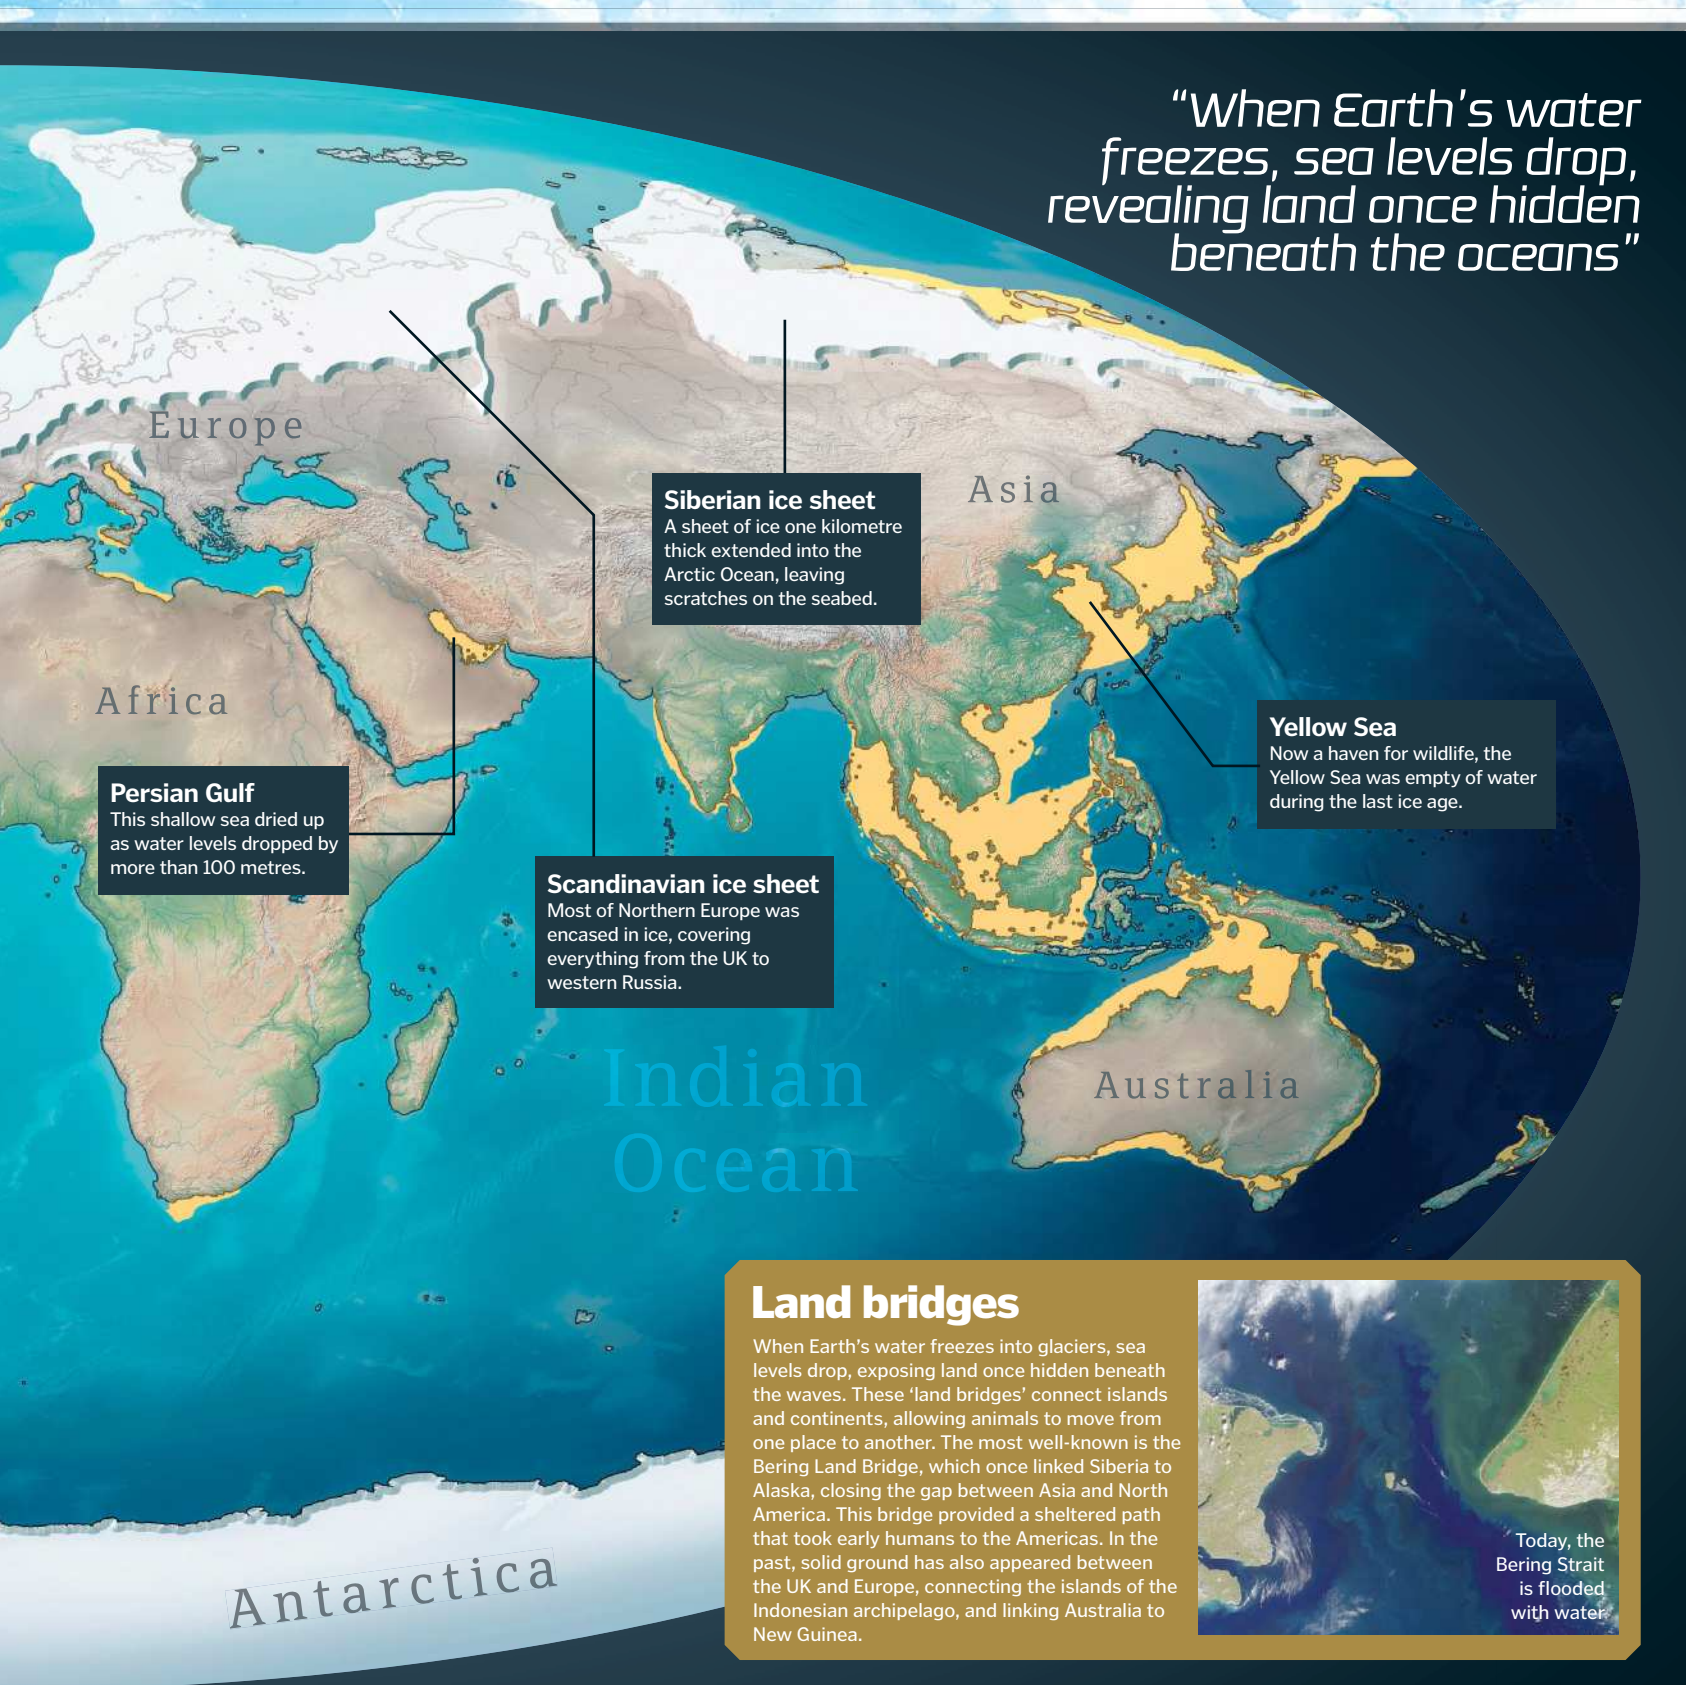 “When Earth’s water
freezes, sea levels drop,
revealing land once hidden
beneath the oceans”
Europe
Asia
Siberian ice sheet
A sheet of ice one kilometre
thick extended into the
Arctic Ocean, leaving
scratches on the seabed.
Africa
Yellow Sea
Now a haven for wildlife, the
Yellow Sea was empty of water
during the last ice age.
Persian Gulf
This shallow sea dried up
as water levels dropped by
more than 100 metres.
Scandinavian ice sheet
Most of Northern Europe was
encased in ice, covering
everything from the UK to
western Russia.
Indian
Ocean
Australia
Land bridges
When Earth’s water freezes into glaciers, sea
levels drop, exposing land once hidden beneath
the waves. These ‘land bridges’ connect islands
and continents, allowing animals to move from
one place to another. The most well-known is the
Bering Land Bridge, which once linked Siberia to
Alaska, closing the gap between Asia and North
America. This bridge provided a sheltered path
that took early humans to the Americas. In the
past, solid ground has also appeared between
the UK and Europe, connecting the islands of the
Indonesian archipelago, and linking Australia to
New Guinea.
Today, the
Bering Strait
is flooded
with water
Antarctica